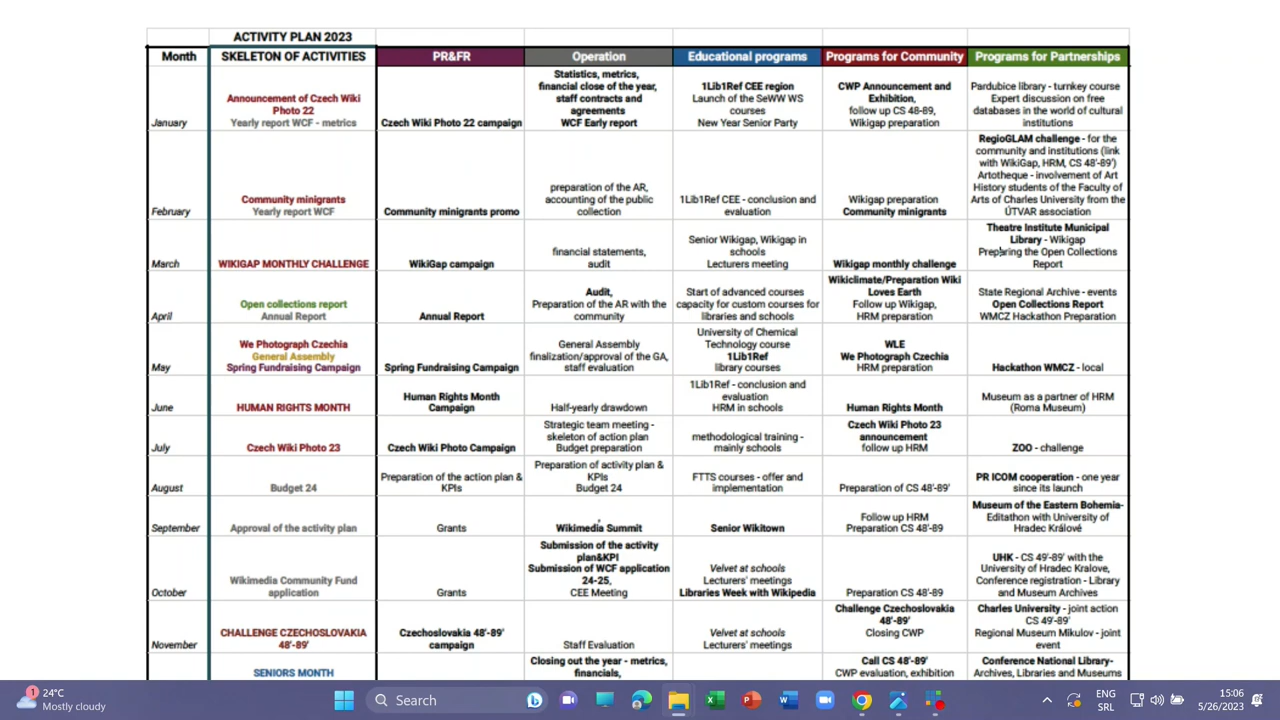 ACTIVITY PLAN 2023
Month
SKELETON OF ACTIVITIES
PR&FR
Operation
Educational programs
Programs for Community
Programs for Partnerships
January
Announcement of Czech Wiki
Photo 22
Yearly report WCF - metrics
Czech Wiki Photo 22 campaign
Statistics, metrics,
financial close of the year,
staff contracts and
agreements
WCF Early report
1Lib1Ref CEE region
Launch of the SeWW WS
courses
New Year Senior Party
CWP Announcement and
Exhibition,
follow up CS 48-89,
Wikigap preparation
Pardubice library - turnkey course
Expert discussion on free
databases in the world of cultural
institutions
February
Community minigrants
Yearly report WCF
Community minigrants promo
preparation of the AR,
accounting of the public
collection
1Lib1Ref CEE - conclusion and
evaluation
Wikigap preparation
Community minigrants
RegioGLAM challenge - for the
community and institutions (link
with WikiGap, HRM, CS 48'-89')
Artotheque - involvement of Art
History students of the Faculty of
Arts of Charles University from the
ÚTVAR association
March
WIKIGAP MONTHLY CHALLENGE
WikiGap campaign
financial statements,
audit
Senior Wikigap, Wikigap in
schools
Lecturers meeting
Wikigap monthly challenge
Theatre Institute Municipal
Library - Wikigap
Preparing the Open Collections
Report
April
Open collections report
Annual Report
Annual Report
Audit,
Preparation of the AR with the
community
Start of advanced courses
capacity for custom courses for
libraries and schools
Wikiclimate/Preparation Wiki
Loves Earth
Follow up Wikigap,
HRM preparation
State Regional Archive - events
Open Collections Report
WMCZ Hackathon Preparation
May
We Photograph Czechia
General Assembly
Spring Fundraising Campaign
Spring Fundraising Campaign
General Assembly
finalization/approval of the GA,
staff evaluation
University of Chemical
Technology course
1Lib1Ref
library courses
WLE
We Photograph Czechia
HRM preparation
Hackathon WMCZ - local
June
HUMAN RIGHTS MONTH
Human Rights Month
Campaign
Half-yearly drawdown
1Lib1Ref - conclusion and
evaluation
HRM in schools
Human Rights Month
Museum as a partner of HRM
(Roma Museum)
July
Czech Wiki Photo 23
Czech Wiki Photo Campaign
Strategic team meeting -
skeleton of action plan
Budget preparation
methodological training -
mainly schools
Czech Wiki Photo 23
announcement
follow up HRM
ZOO - challenge
August
Budget 24
Preparation of the action plan &
KPIs
Preparation of activity plan &
KPIs
Budget 24
FTTS courses - offer and
implementation
Preparation of CS 48'-89'
PR ICOM cooperation - one year
since its launch
September
Approval of the activity plan
Grants
Wikimedia Summit
Senior Wikitown
Follow up HRM
Preparation CS 48'-89
Museum of the Eastern Bohemia-
Editathon with University of
Hradec Králové
October
Wikimedia Community Fund
application
Grants
Submission of the activity
plan&KPI
Submission of WCF application
24-25,
CEE Meeting
Velvet at schools
Lecturers' meetings
Libraries Week with Wikipedia
Preparation CS 48'-89
UHK - CS 49'-89' with the
University of Hradec Kralove,
Conference registration - Library
and Museum Archives
November
CHALLENGE CZECHOSLOVAKIA
48'-89'
Czechoslovakia 48'-89'
campaign
Staff Evaluation
Velvet at schools
Lecturers' meetings
Challenge Czechoslovakia
48'-89'
Closing CWP
Charles University - joint action
CS 49'-89'
Regional Museum Mikulov - joint
event
SENIORS MONTH
Closing out the year - metrics,
financials,
Call CS 48'-89'
CWP evaluation, exhibition
Conference National Library-
Archives, Libraries and Museums
1
24°C
Mostly cloudy
Search
ENG
SRL
15:06
5/26/2023